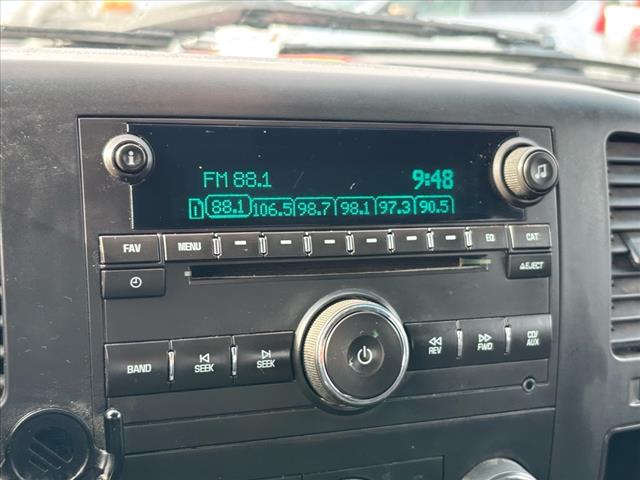 FM 88.1 9:48
1 88.1 106.5 98.7 98.1 97.3 90.5
FAV MENU EQ CAT
EJECT
BAND SEEK SEEK REV FWD CD/AUX